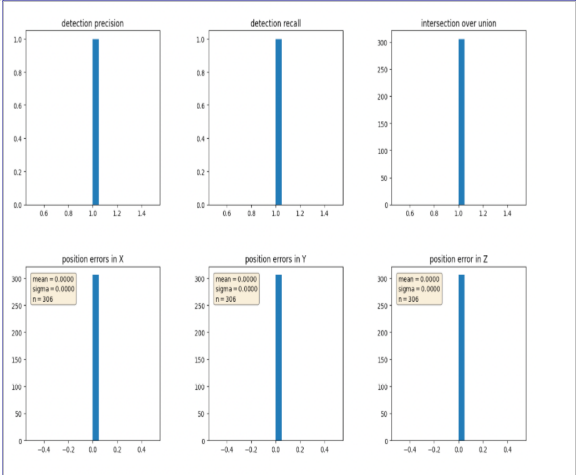 detection precision
detection recall
intersection over union
1.0
0.8
0.6
0.4
0.2
0.0
0.6 0.8 1.0 1.2 1.4
1.0
0.8
0.6
0.4
0.2
0.0
0.6 0.8 1.0 1.2 1.4
300
250
200
150
100
50
0
0.6 0.8 1.0 1.2 1.4
position errors in X
position errors in Y
position error in Z
300
250
200
150
100
50
0
mean = 0.0000
sigma = 0.0000
n = 306
−0.4 −0.2 0.0 0.2 0.4
300
250
200
150
100
50
0
mean = 0.0000
sigma = 0.0000
n = 306
−0.4 −0.2 0.0 0.2 0.4
300
250
200
150
100
50
0
mean = 0.0000
sigma = 0.0000
n = 306
−0.4 −0.2 0.0 0.2 0.4